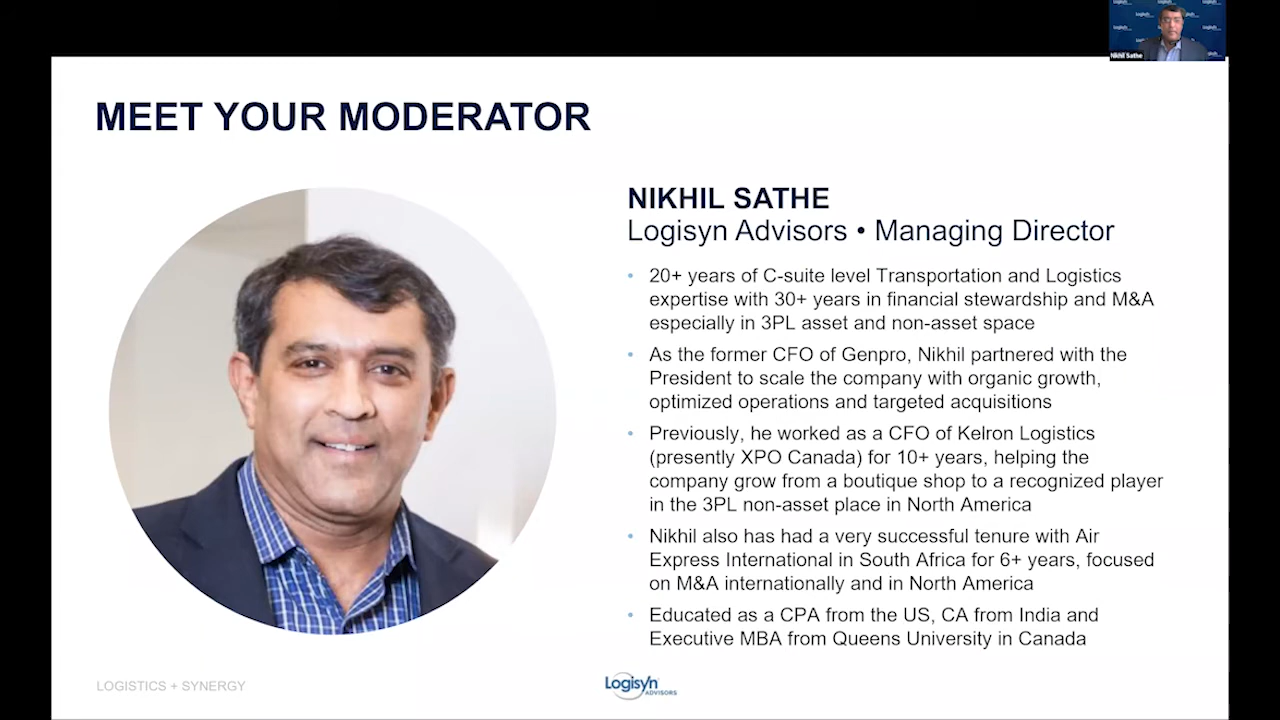 Logisyn
Logisyn
Nikhil Sathe
MEET YOUR MODERATOR
NIKHIL SATHE
Logisyn Advisors • Managing Director
• 20+ years of C-suite level Transportation and Logistics
expertise with 30+ years in financial stewardship and M&A
especially in 3PL asset and non-asset space
• As the former CFO of Genpro, Nikhil partnered with the
President to scale the company with organic growth,
optimized operations and targeted acquisitions
• Previously, he worked as a CFO of Kelron Logistics
(presently XPO Canada) for 10+ years, helping the
company grow from a boutique shop to a recognized player
in the 3PL non-asset place in North America
• Nikhil also has had a very successful tenure with Air
Express International in South Africa for 6+ years, focused
on M&A internationally and in North America
• Educated as a CPA from the US, CA from India and
Executive MBA from Queens University in Canada
LOGISTICS + SYNERGY
Logisyn
ADVISORS